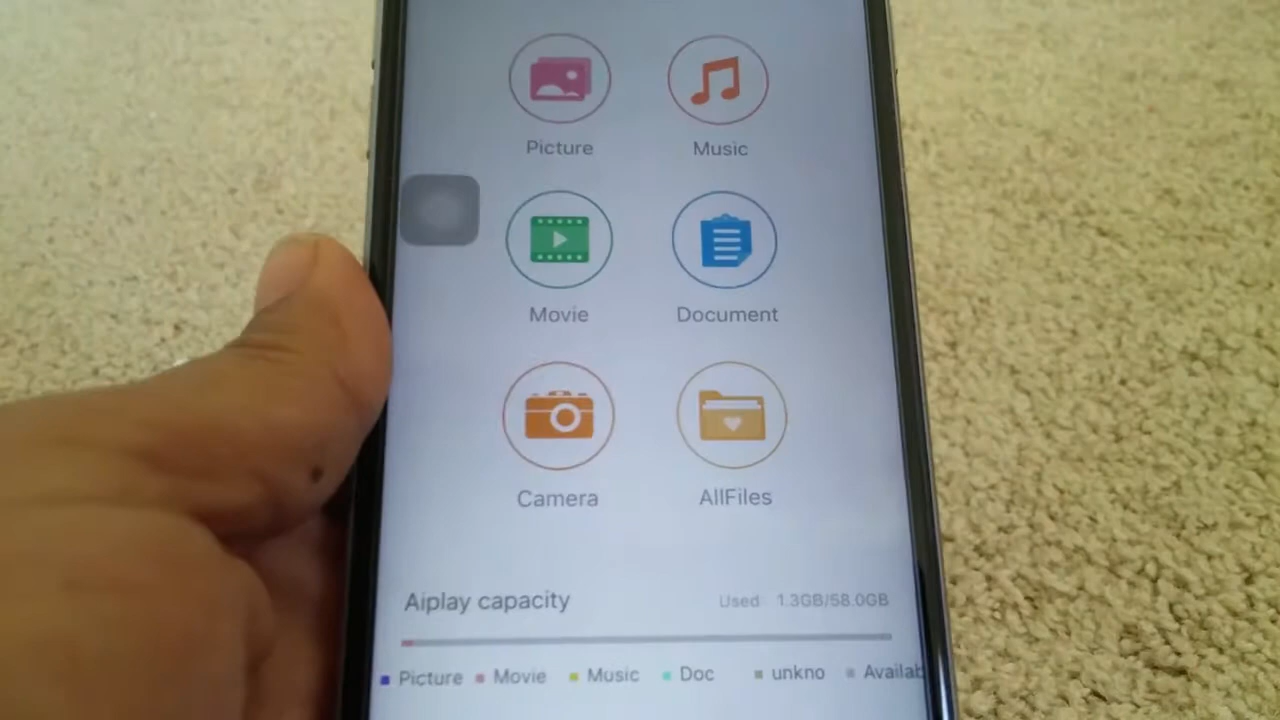 Picture Music
Movie Document
Camera AllFiles
Aiplay capacity Used 1.3GB/58.0GB
Picture Movie Music Doc unkno Availab